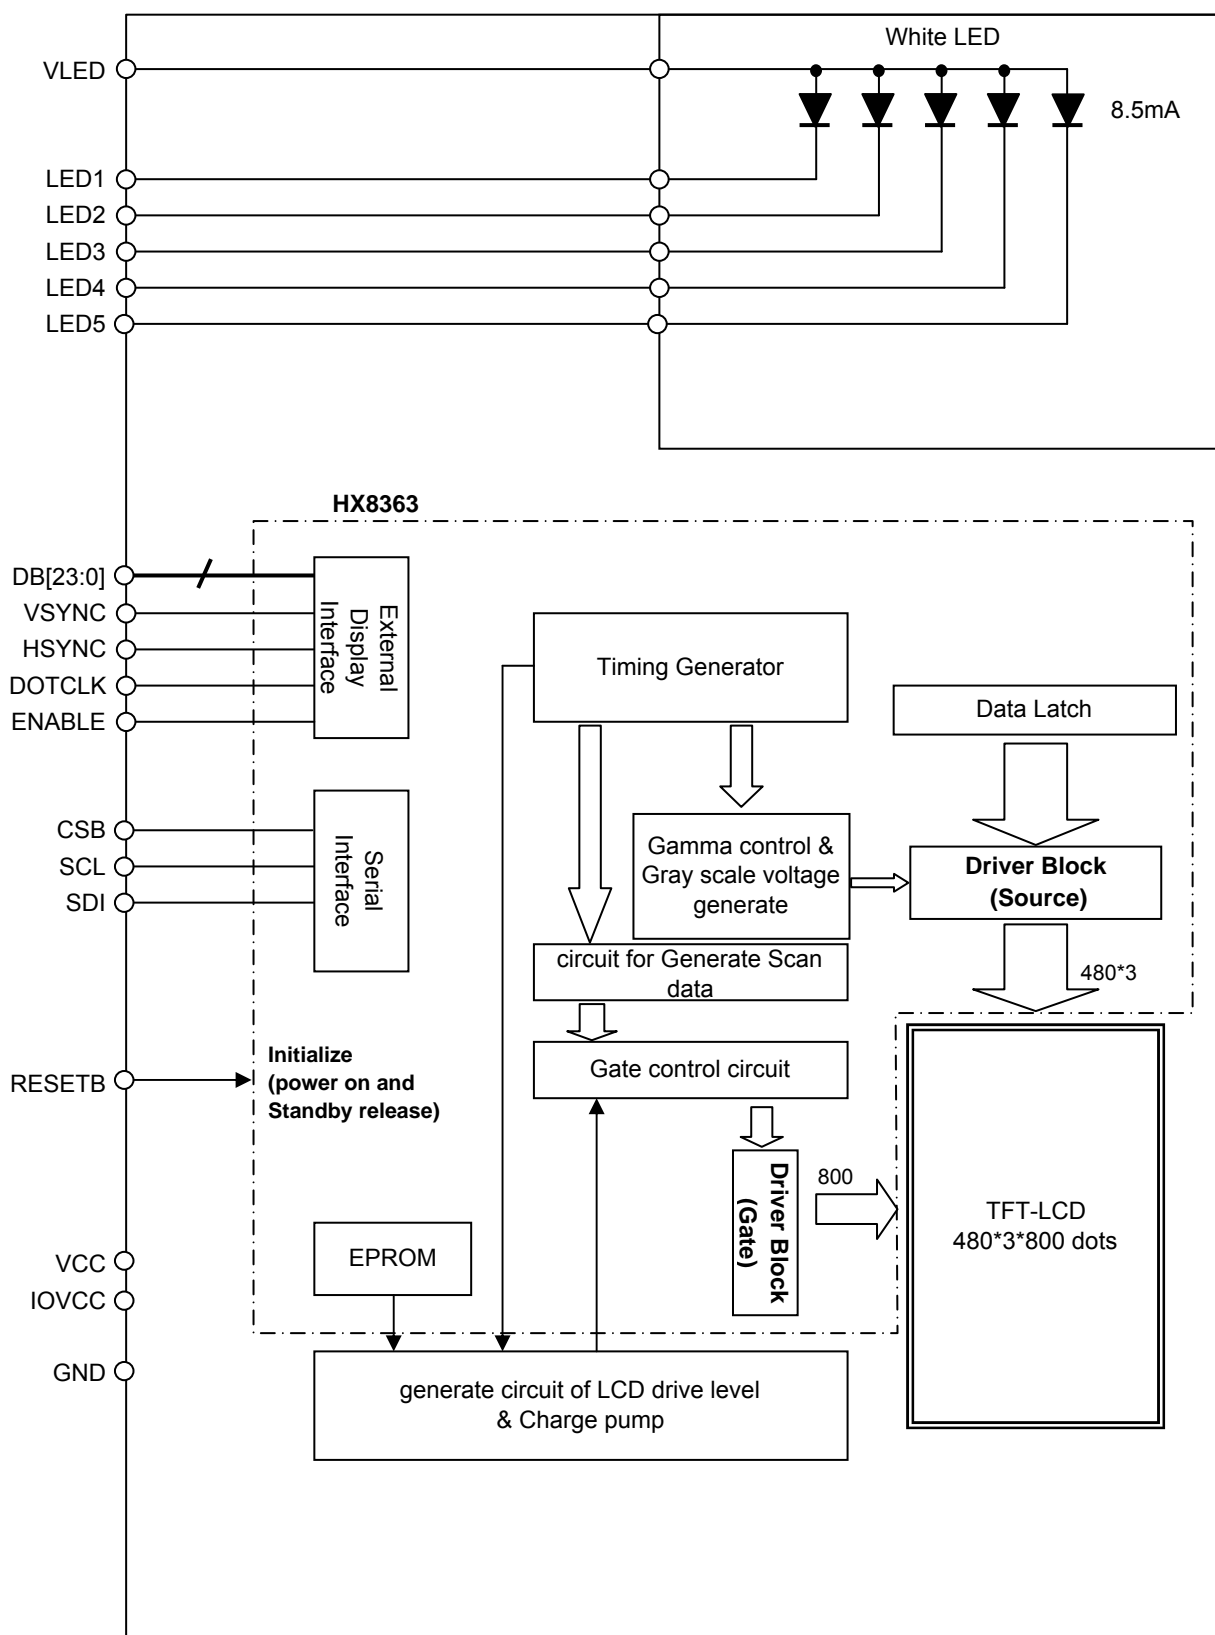 White LED
VLED
8.5mA
LED1
LED2
LED3
LED4
LED5
HX8363
DB[23:0]
VSYNC
HSYNC
DOTCLK
ENABLE
External
Display
Interface
Timing Generator
Data Latch
CSB
SCL
SDI
Serial
Interface
Gamma control &
Gray scale voltage
generate
Driver Block
(Source)
circuit for Generate Scan
data
480*3
RESETB
Initialize
(power on and
Standby release)
Gate control circuit
Driver Block
(Gate)
800
TFT-LCD
480*3*800 dots
VCC
IOVCC
GND
EPROM
generate circuit of LCD drive level
& Charge pump